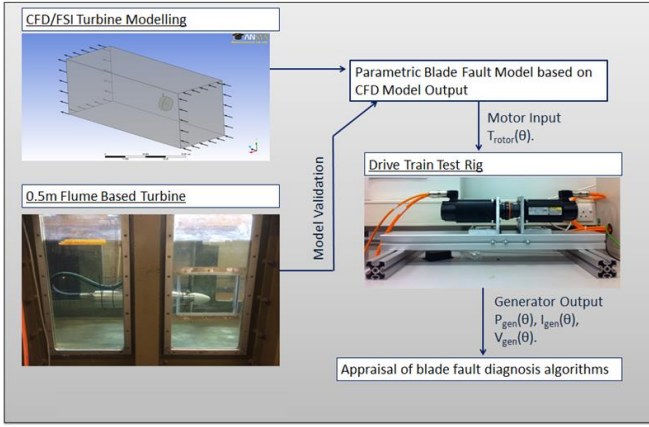 CFD/FSI Turbine Modelling
Parametric Blade Fault Model based on
CFD Model Output
Motor Input
Trotor(θ).
Drive Train Test Rig
0.5m Flume Based Turbine
Model Validation
Generator Output
Pgen(θ), Igen(θ),
Vgen(θ).
Appraisal of blade fault diagnosis algorithms